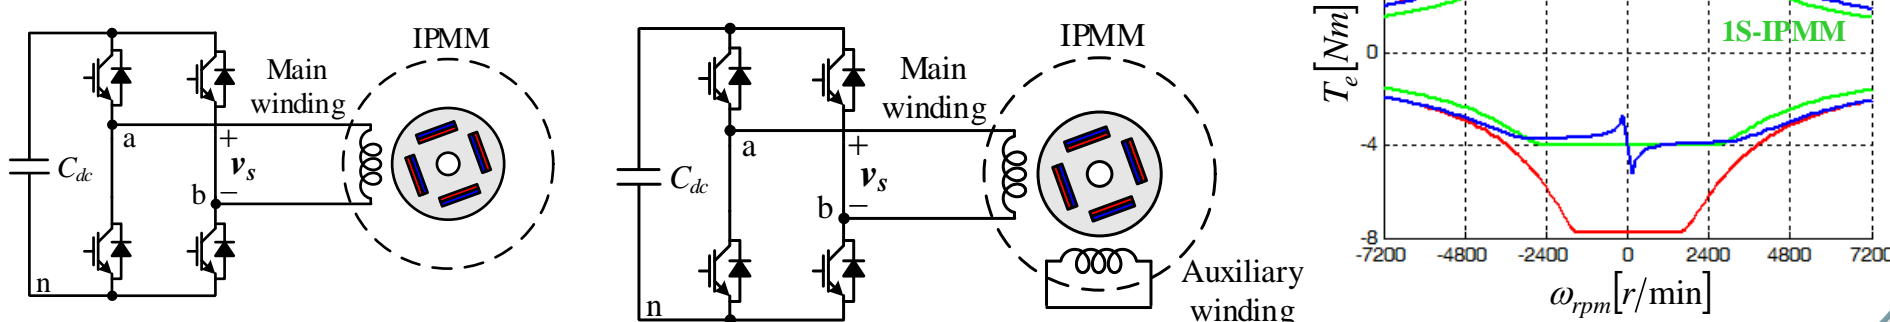 IPMM
Main
winding
a
+
v_s
−
b
C_dc
n
IPMM
Main
winding
a
+
v_s
−
b
C_dc
n
Auxiliary
winding
1S-IPMM
T_e [Nm]
0
-4
-8
-7200 -4800 -2400 0 2400 4800 7200
ω_rpm [r/min]